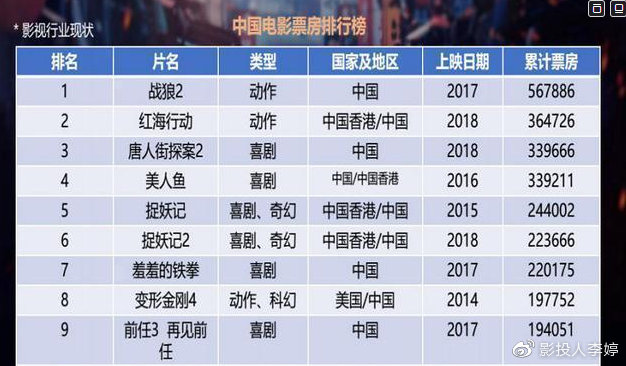 * 影视行业现状
中国电影票房排行榜
排名 片名 类型 国家及地区 上映日期 累计票房
1 战狼2 动作 中国 2017 567886
2 红海行动 动作 中国香港/中国 2018 364726
3 唐人街探案2 喜剧 中国 2018 339666
4 美人鱼 喜剧 中国/中国香港 2016 339211
5 捉妖记 喜剧、奇幻 中国香港/中国 2015 244002
6 捉妖记2 喜剧、奇幻 中国香港/中国 2018 223666
7 羞羞的铁拳 喜剧 中国 2017 220175
8 变形金刚4 动作、科幻 美国/中国 2014 197752
9 前任3 再见前 喜剧 中国 2017 194051
任
影投人李婷